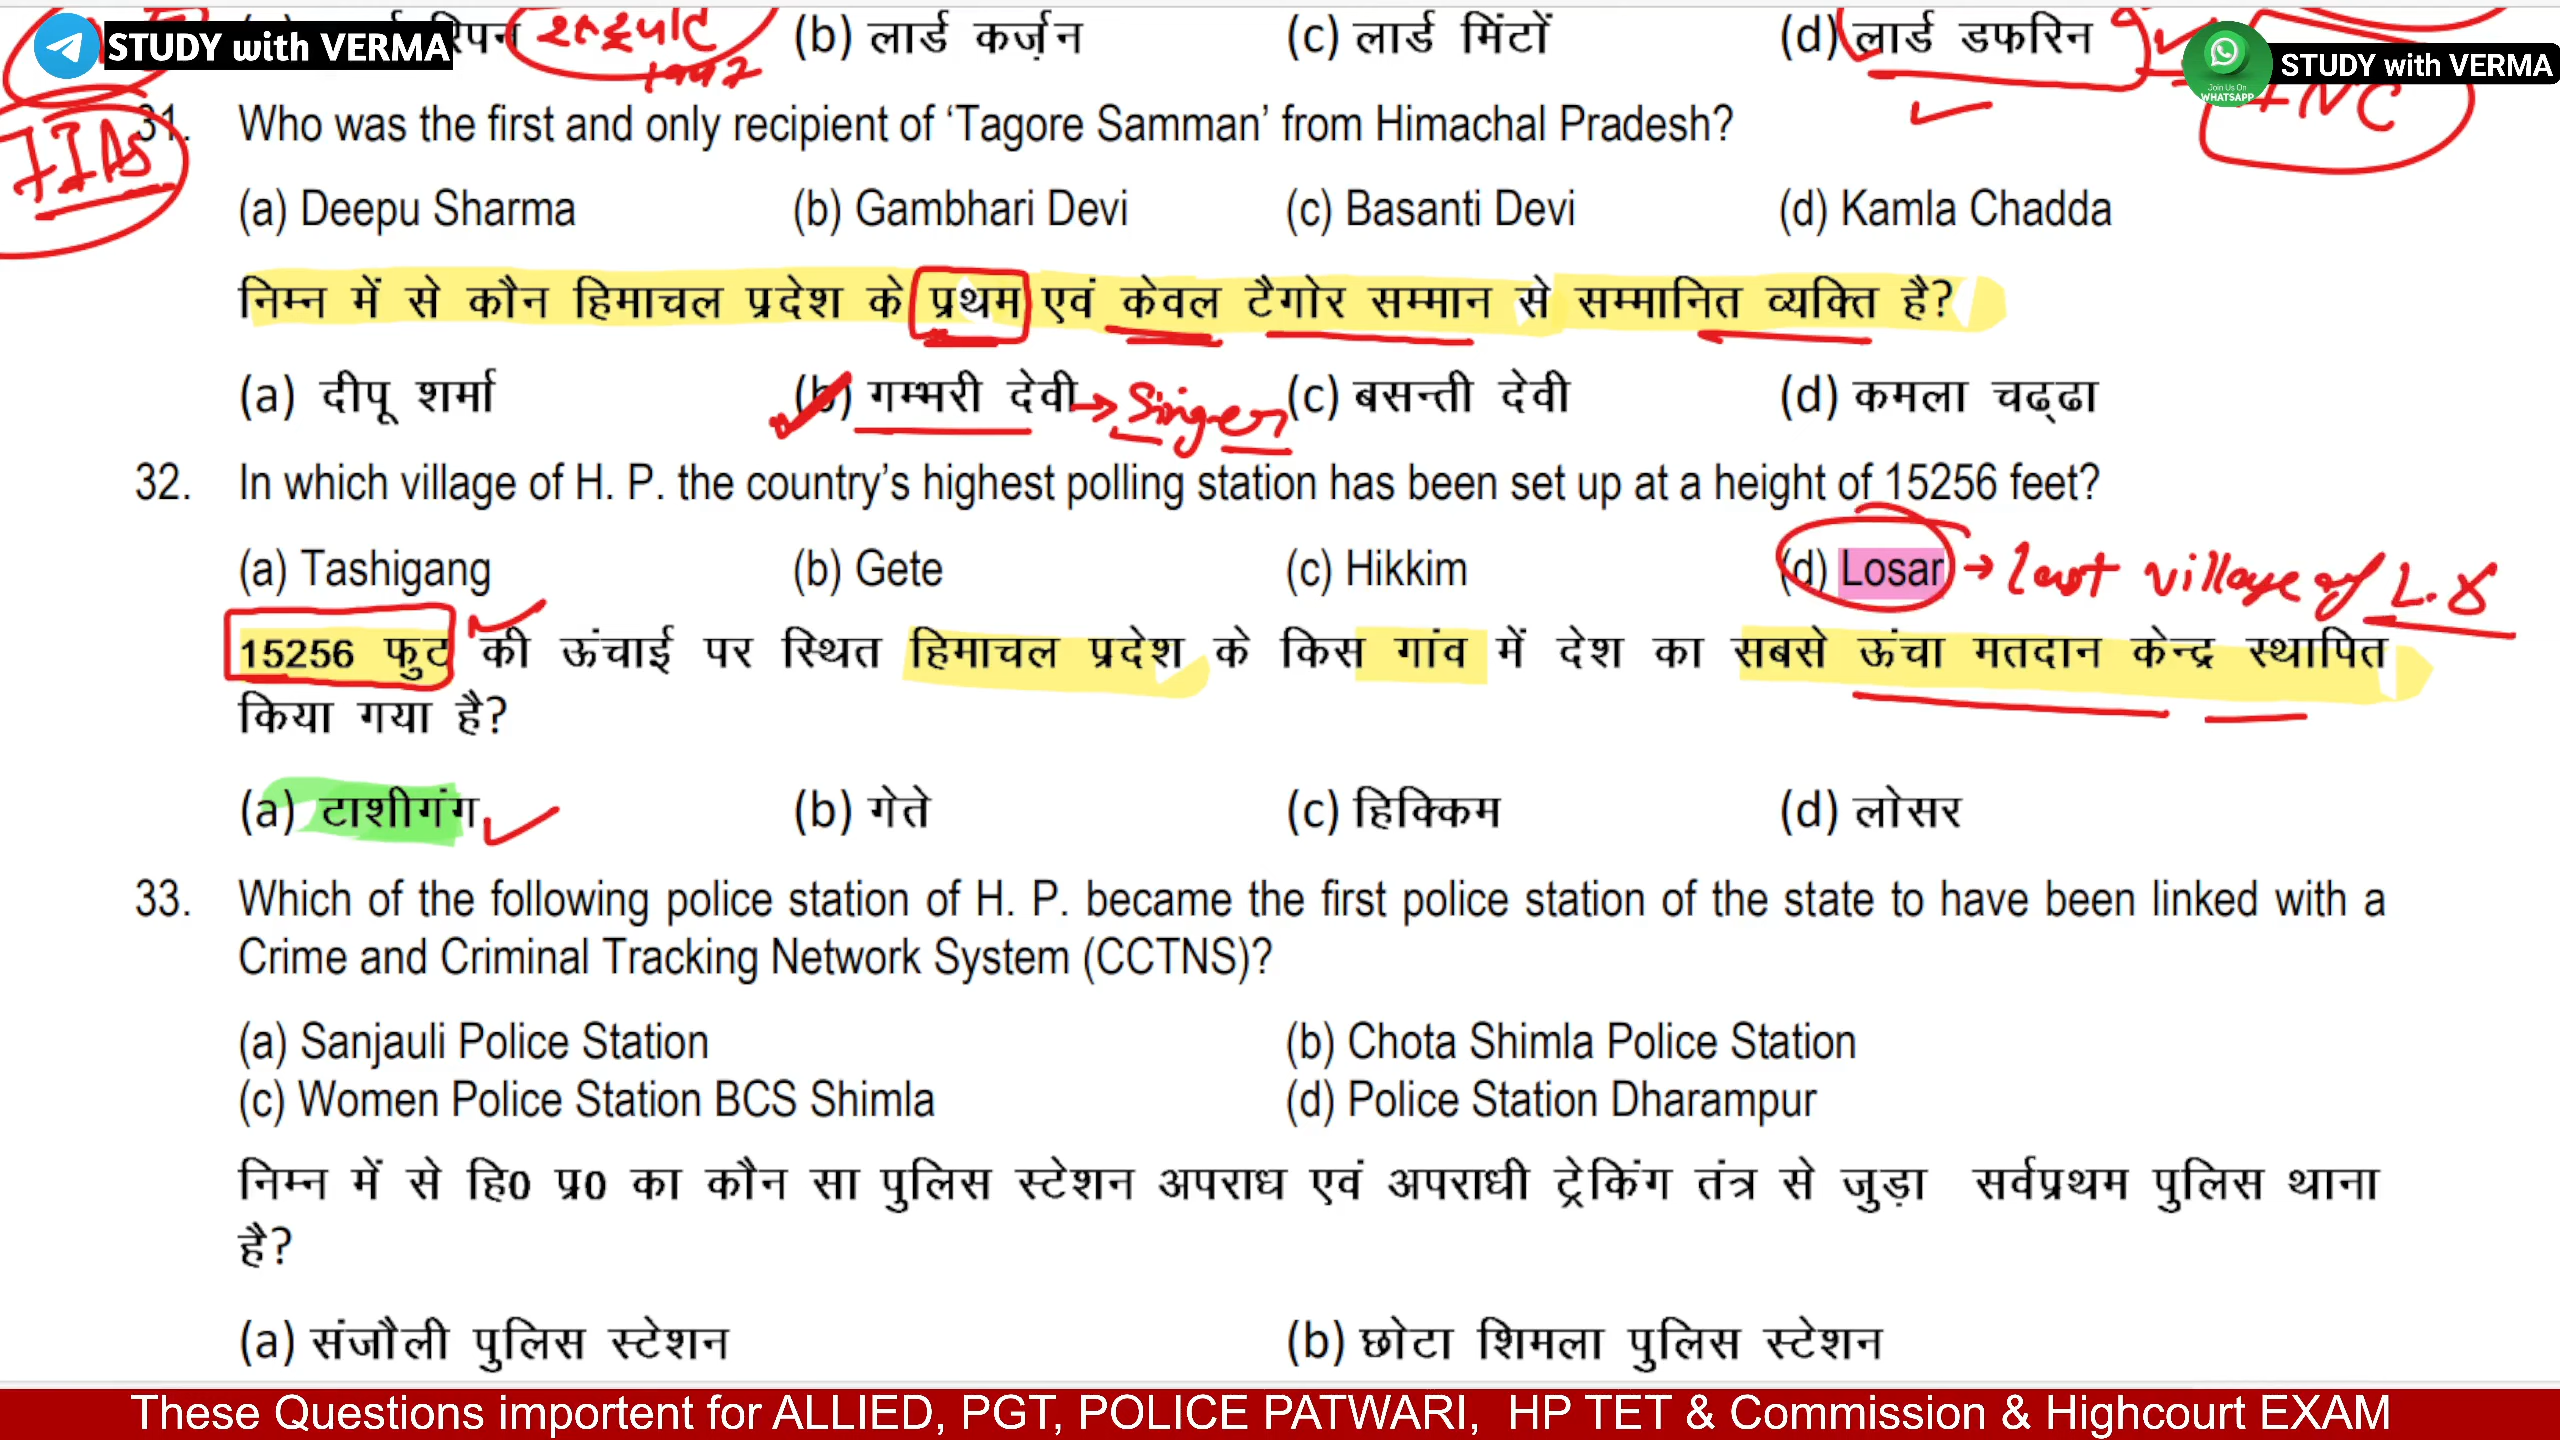 STUDY with VERMA
रिपन
(b) लार्ड कर्ज़न
(c) लार्ड मिंटों
(d) लार्ड डफरिन
STUDY with VERMA
Join Us On
WHATSAPP
31. Who was the first and only recipient of ‘Tagore Samman’ from Himachal Pradesh?
(a) Deepu Sharma (b) Gambhari Devi (c) Basanti Devi (d) Kamla Chadda
निम्न में से कौन हिमाचल प्रदेश के प्रथम एवं केवल टैगोर सम्मान से सम्मानित व्यक्ति है?
(a) दीपू शर्मा (b) गम्भरी देवी → Singer (c) बसन्ती देवी (d) कमला चढ्ढा
32. In which village of H. P. the country’s highest polling station has been set up at a height of 15256 feet?
(a) Tashigang (b) Gete (c) Hikkim (d) Losar → Last village of L.S
15256 फुट की ऊंचाई पर स्थित हिमाचल प्रदेश के किस गांव में देश का सबसे ऊंचा मतदान केन्द्र स्थापित
किया गया है?
(a) टाशीगंग (b) गेते (c) हिक्किम (d) लोसर
33. Which of the following police station of H. P. became the first police station of the state to have been linked with a
Crime and Criminal Tracking Network System (CCTNS)?
(a) Sanjauli Police Station (b) Chota Shimla Police Station
(c) Women Police Station BCS Shimla (d) Police Station Dharampur
निम्न में से हि0 प्र0 का कौन सा पुलिस स्टेशन अपराध एवं अपराधी ट्रेकिंग तंत्र से जुड़ा सर्वप्रथम पुलिस थाना
है?
(a) संजौली पुलिस स्टेशन (b) छोटा शिमला पुलिस स्टेशन
These Questions importent for ALLIED, PGT, POLICE PATWARI, HP TET & Commission & Highcourt EXAM